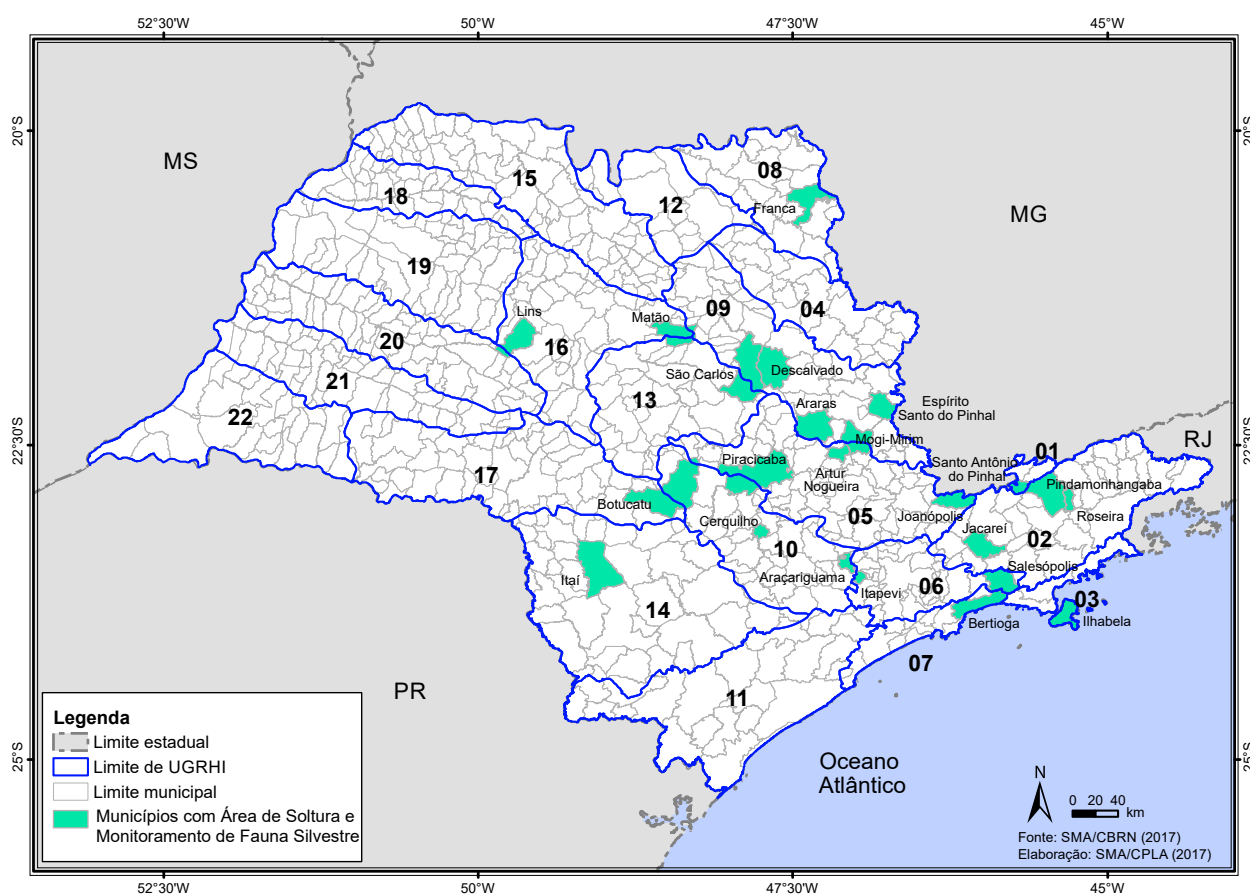 52°30'W
50°W
47°30'W
45°W
20°S
20°S
MS
15
08
18
12
Franca
MG
19
Lins
Matão
09
04
20
16
São Carlos
Descalvado
21
13
Araras
Espírito
Santo do Pinhal
22
Mogi-Mirim
22°30'S
22°30'S
RJ
01
17
Piracicaba
Artur
Nogueira
Santo Antônio
do Pinhal
Pindamonhangaba
Botucatu
Cerquilho
05
Joanópolis
Roseira
Jacareí
02
10
Itaí
Araçariguama
Itapevi
06
Salesópolis
03
14
Bertioga
Ilhabela
07
PR
11
Legenda
Limite estadual
Limite de UGRHI
Limite municipal
Municípios com Área de Soltura e
Monitoramento de Fauna Silvestre
Oceano
Atlântico
25°S
25°S
N
0 20 40
km
Fonte: SMA/CBRN (2017)
Elaboração: SMA/CPLA (2017)
52°30'W
50°W
47°30'W
45°W